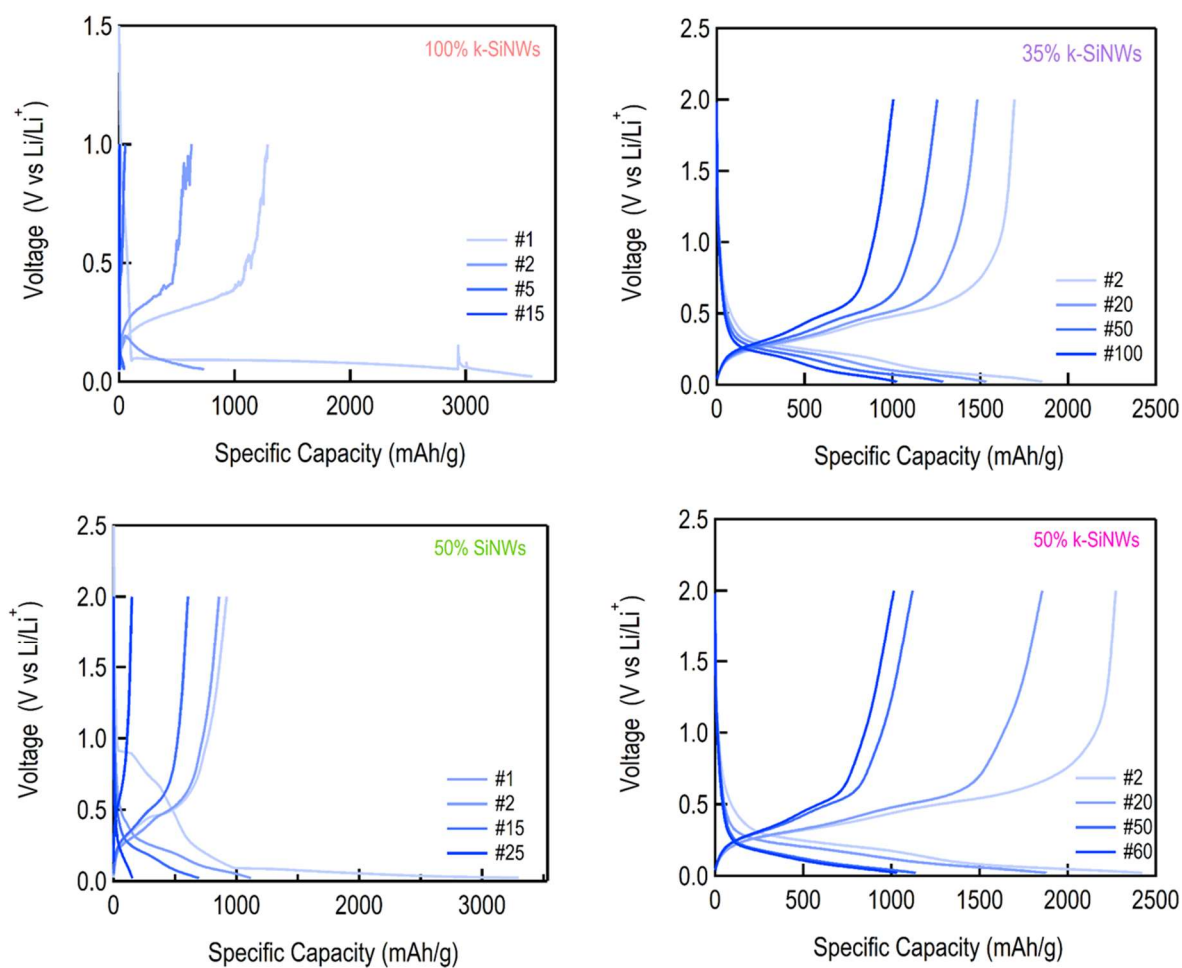 100% k-SiNWs
Voltage (V vs Li/Li+)
1.5
1.0
0.5
0.0
#1
#2
#5
#15
0 1000 2000 3000
Specific Capacity (mAh/g)
35% k-SiNWs
Voltage (V vs Li/Li+)
2.5
2.0
1.5
1.0
0.5
0.0
#2
#20
#50
#100
0 500 1000 1500 2000 2500
Specific Capacity (mAh/g)
50% SiNWs
Voltage (V vs Li/Li+)
2.5
2.0
1.5
1.0
0.5
0.0
#1
#2
#15
#25
0 1000 2000 3000
Specific Capacity (mAh/g)
50% k-SiNWs
Voltage (V vs Li/Li+)
2.5
2.0
1.5
1.0
0.5
0.0
#2
#20
#50
#60
0 500 1000 1500 2000 2500
Specific Capacity (mAh/g)